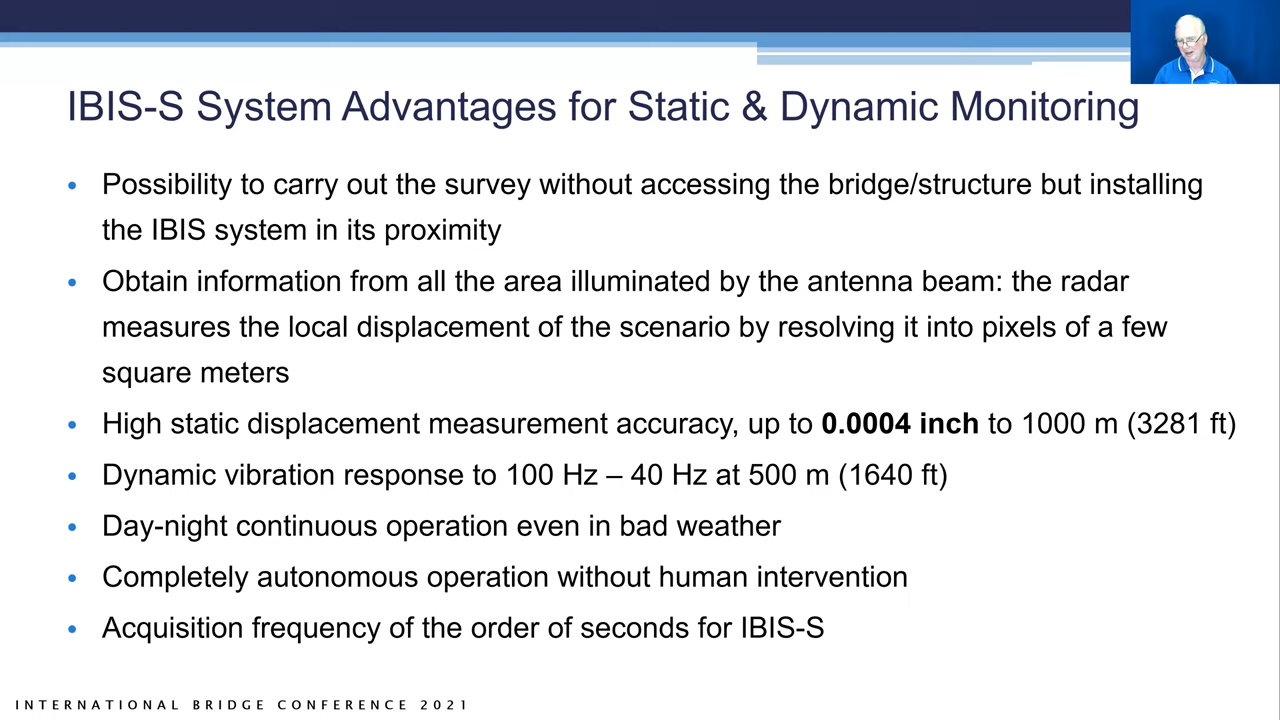 IBIS-S System Advantages for Static & Dynamic Monitoring
• Possibility to carry out the survey without accessing the bridge/structure but installing
the IBIS system in its proximity
• Obtain information from all the area illuminated by the antenna beam: the radar
measures the local displacement of the scenario by resolving it into pixels of a few
square meters
• High static displacement measurement accuracy, up to 0.0004 inch to 1000 m (3281 ft)
• Dynamic vibration response to 100 Hz – 40 Hz at 500 m (1640 ft)
• Day-night continuous operation even in bad weather
• Completely autonomous operation without human intervention
• Acquisition frequency of the order of seconds for IBIS-S
INTERNATIONAL BRIDGE CONFERENCE 2021